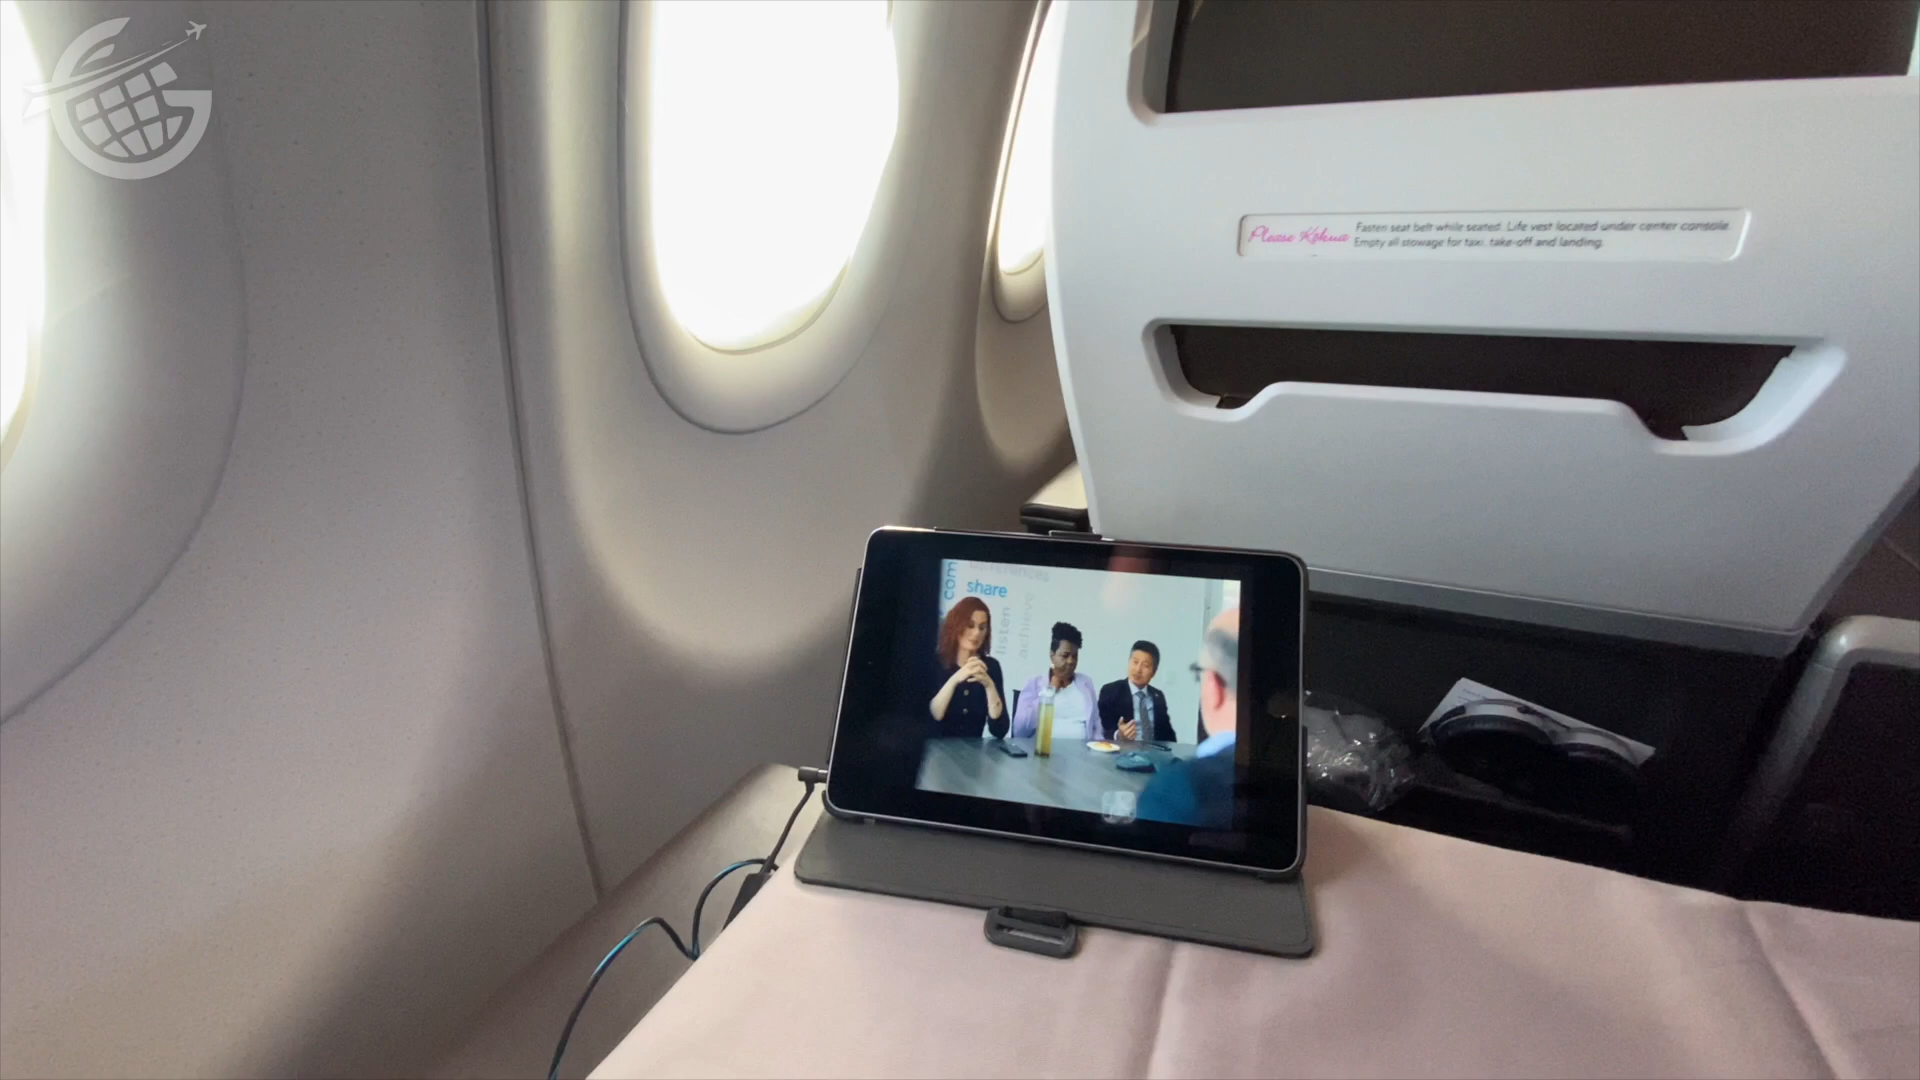 Please Kōkua
Fasten seat belt while seated. Life vest located under center console.
Empty all stowage for taxi, take-off and landing.
com
share
listen
achieve